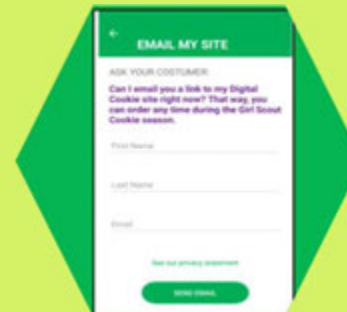 EMAIL MY SITE
ASK YOUR COSTUMER:
Can I email you a link to my Digital
Cookie site right now? That way, you
can order any time during the Girl Scout
Cookie season.
First Name
Last Name
Email
See our privacy statement
SEND EMAIL